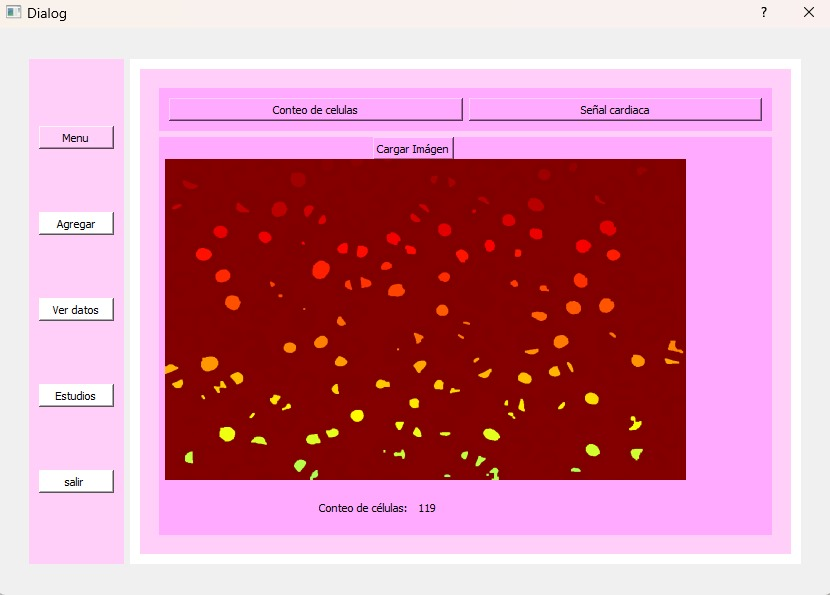 Dialog
?
Conteo de celulas
Señal cardiaca
Menu
Cargar Imágen
Agregar
Ver datos
Estudios
salir
Conteo de células: 119